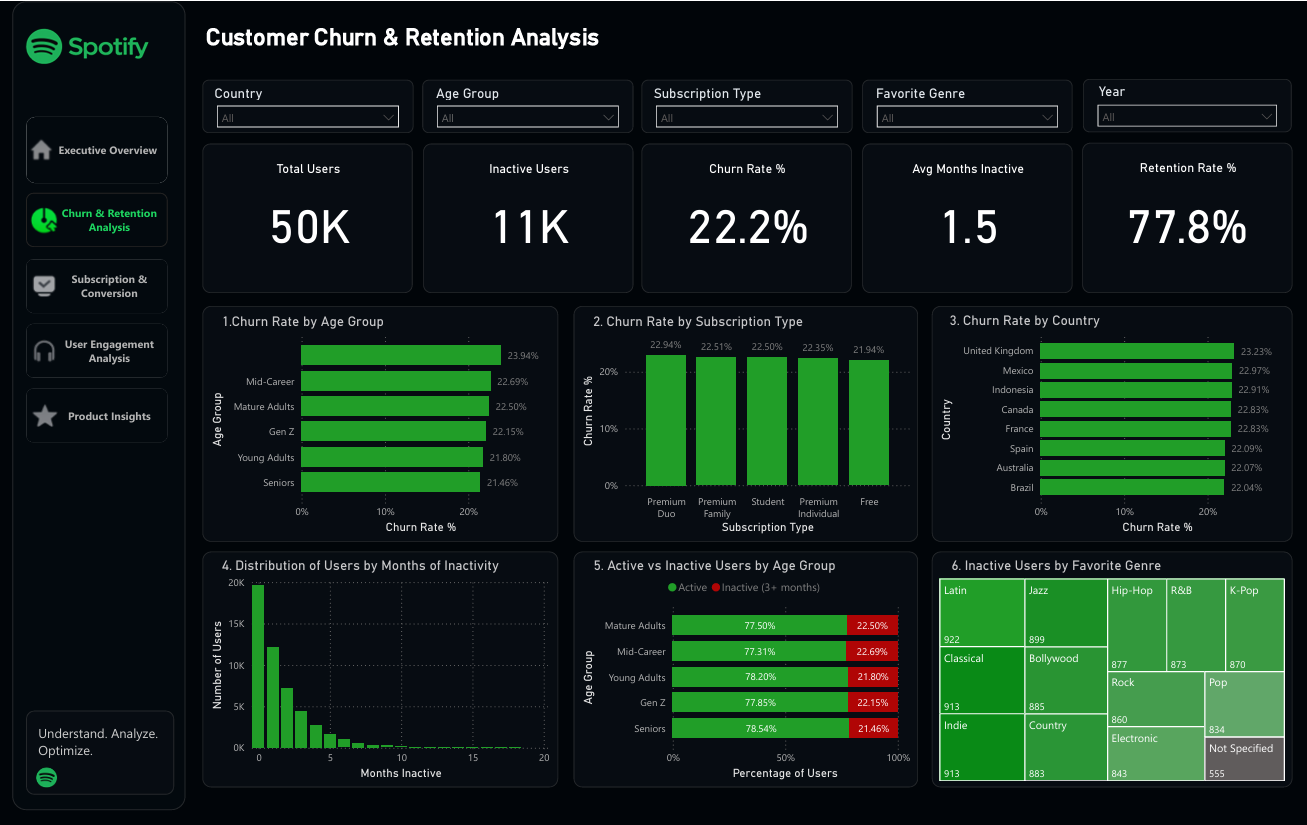 Spotify
Executive Overview
Churn & Retention
Analysis
Subscription &
Conversion
User Engagement
Analysis
Product Insights
Understand. Analyze.
Optimize.
Customer Churn & Retention Analysis
Country
All
Age Group
All
Subscription Type
All
Favorite Genre
All
Year
All
Total Users
50K
Inactive Users
11K
Churn Rate %
22.2%
Avg Months Inactive
1.5
Retention Rate %
77.8%
1.Churn Rate by Age Group
Age Group
23.94%
Mid-Career 22.69%
Mature Adults 22.50%
Gen Z 22.15%
Young Adults 21.80%
Seniors 21.46%
0% 10% 20%
Churn Rate %
2. Churn Rate by Subscription Type
Churn Rate %
22.94% 22.51% 22.50% 22.35% 21.94%
20%
10%
0%
Premium Duo
Premium Family
Student
Premium Individual
Free
Subscription Type
3. Churn Rate by Country
Country
United Kingdom 23.23%
Mexico 22.97%
Indonesia 22.91%
Canada 22.83%
France 22.83%
Spain 22.09%
Australia 22.07%
Brazil 22.04%
0% 10% 20%
Churn Rate %
4. Distribution of Users by Months of Inactivity
Number of Users
20K
15K
10K
5K
0K
0 5 10 15 20
Months Inactive
5. Active vs Inactive Users by Age Group
Active Inactive (3+ months)
Age Group
Mature Adults 77.50% 22.50%
Mid-Career 77.31% 22.69%
Young Adults 78.20% 21.80%
Gen Z 77.85% 22.15%
Seniors 78.54% 21.46%
0% 50% 100%
Percentage of Users
6. Inactive Users by Favorite Genre
Latin
922
Classical
913
Indie
913
Jazz
899
Bollywood
885
Country
883
Hip-Hop
877
R&B
873
K-Pop
870
Rock
860
Electronic
843
Pop
834
Not Specified
555